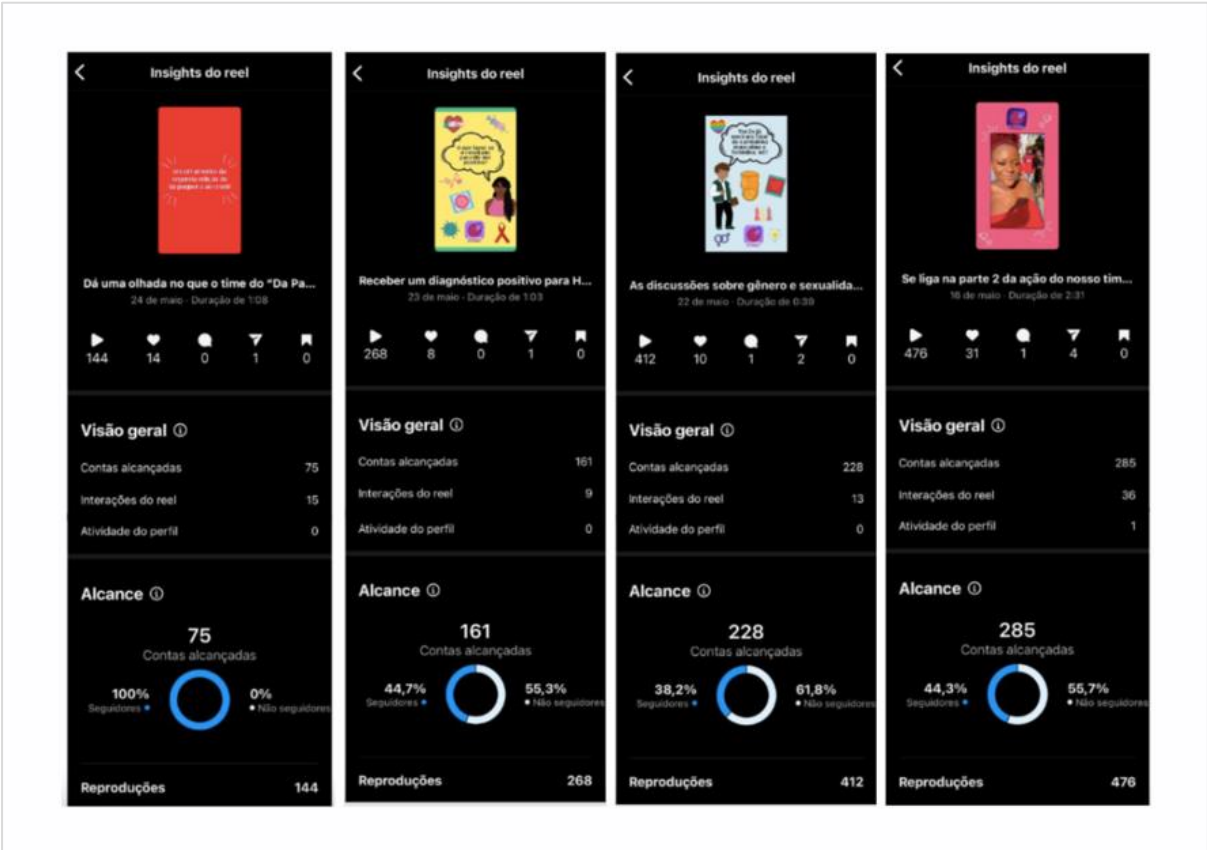 Insights do reel
Dá uma olhada no que o time do "Da Pa...
24 de maio · Duração de 1:08
144 14 0 1 0
Visão geral
Contas alcançadas 75
Interações do reel 15
Atividade do perfil 0
Alcance
75
Contas alcançadas
100% 0%
Seguidores Não seguidores
Reproduções 144
Insights do reel
Receber um diagnóstico positivo para H...
23 de maio · Duração de 1:03
268 8 0 1 0
Visão geral
Contas alcançadas 161
Interações do reel 9
Atividade do perfil 0
Alcance
161
Contas alcançadas
44,7% 55,3%
Seguidores Não seguidores
Reproduções 268
Insights do reel
As discussões sobre gênero e sexualida...
22 de maio · Duração de 0:39
412 10 1 2 0
Visão geral
Contas alcançadas 228
Interações do reel 13
Atividade do perfil 0
Alcance
228
Contas alcançadas
38,2% 61,8%
Seguidores Não seguidores
Reproduções 412
Insights do reel
Se liga na parte 2 da ação do nosso tim...
16 de maio · Duração de 2:31
476 31 1 4 0
Visão geral
Contas alcançadas 285
Interações do reel 36
Atividade do perfil 1
Alcance
285
Contas alcançadas
44,3% 55,7%
Seguidores Não seguidores
Reproduções 476